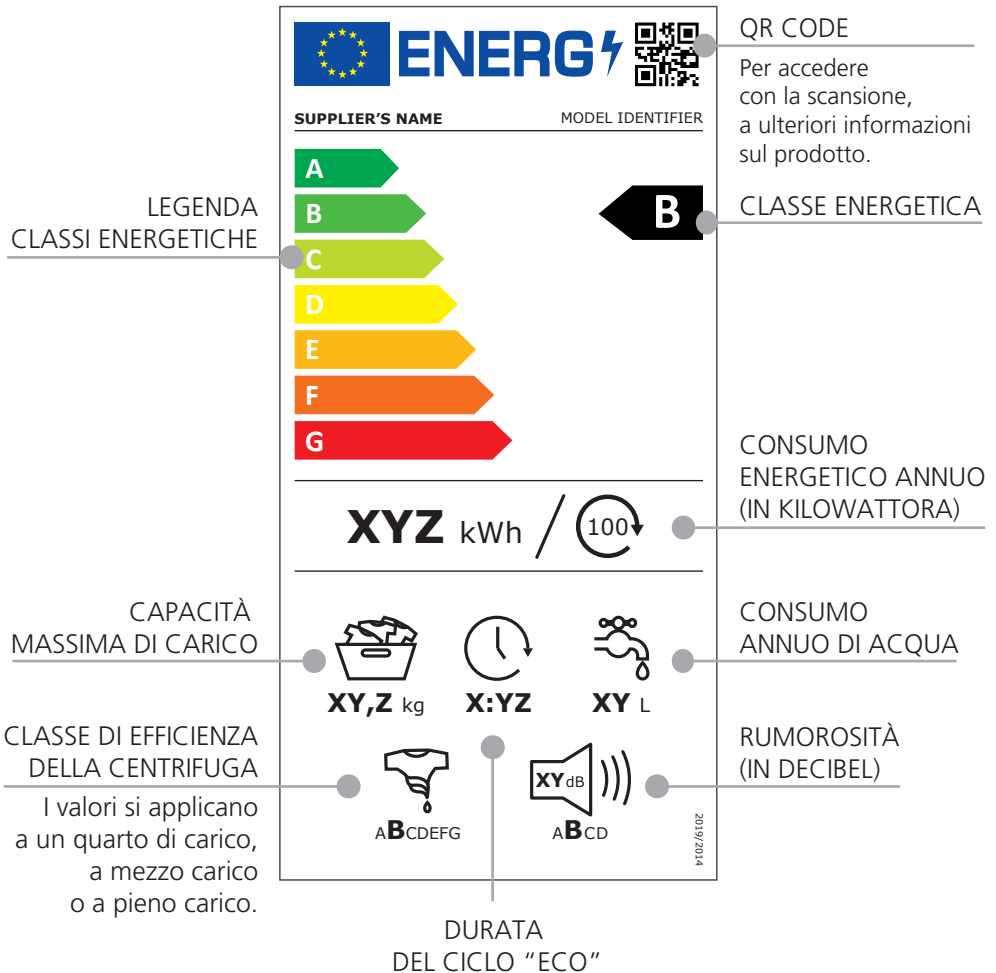 ENERG
QR CODE
Per accedere
con la scansione,
a ulteriori informazioni
sul prodotto.
SUPPLIER’S NAME
MODEL IDENTIFIER
A
B
C
D
E
F
G
B
LEGENDA
CLASSI ENERGETICHE
CLASSE ENERGETICA
XYZ kWh / 100
CONSUMO
ENERGETICO ANNUO
(IN KILOWATTORA)
CAPACITÀ
MASSIMA DI CARICO
XY,Z kg
X:YZ
XY L
CONSUMO
ANNUO DI ACQUA
CLASSE DI EFFICIENZA
DELLA CENTRIFUGA
I valori si applicano
a un quarto di carico,
a mezzo carico
o a pieno carico.
ABCDEFG
XY dB
ABCD
RUMOROSITÀ
(IN DECIBEL)
2019/2014
DURATA
DEL CICLO “ECO”